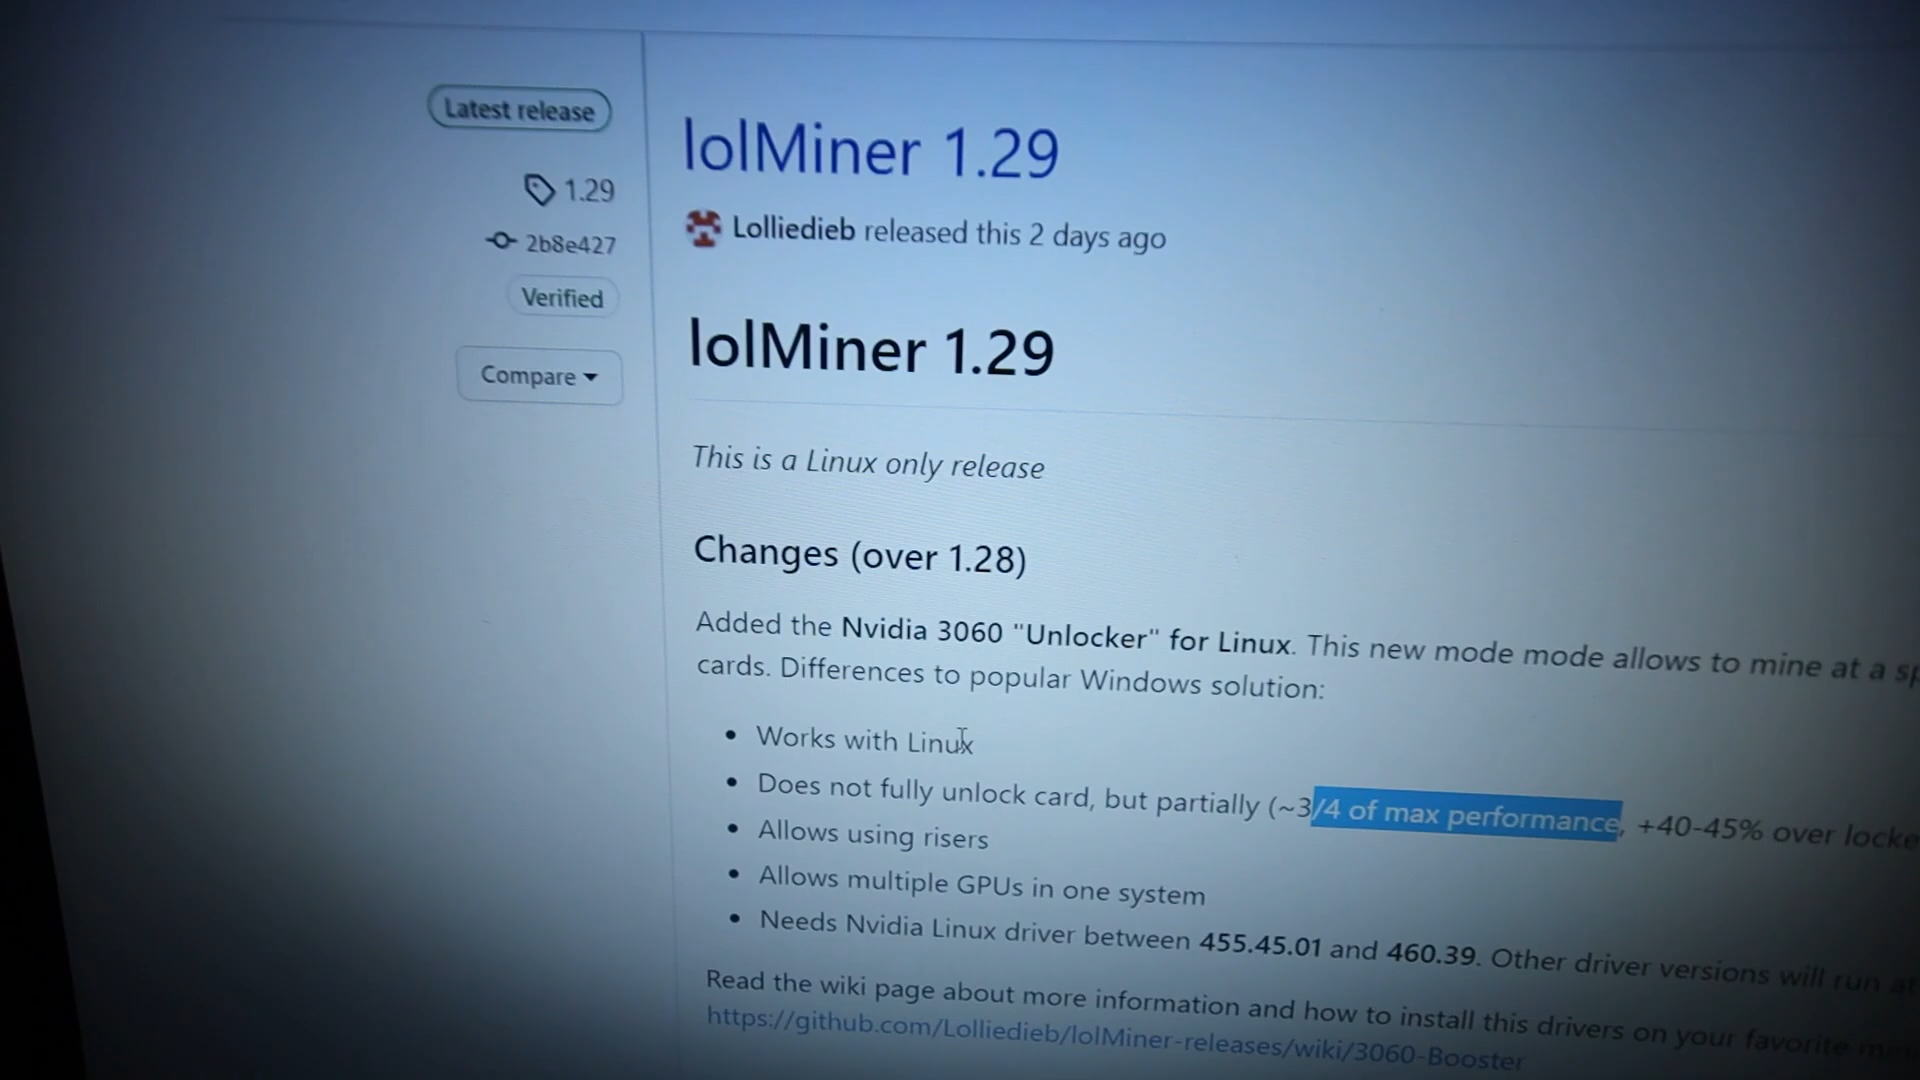 Latest release
1.29
2b8e427
Verified
Compare
lolMiner 1.29
Lolliedieb released this 2 days ago
lolMiner 1.29
This is a Linux only release
Changes (over 1.28)
Added the Nvidia 3060 "Unlocker" for Linux. This new mode mode allows to mine at a
cards. Differences to popular Windows solution:
Works with Linux
Does not fully unlock card, but partially (~3/4 of max performance, +40-45% over
Allows using risers
Allows multiple GPUs in one system
Needs Nvidia Linux driver between 455.45.01 and 460.39. Other driver versions will run at
Read the wiki page about more information and how to install this drivers on your favorite
https://github.com/Lolliedieb/lolMiner-releases/wiki/3060-Booster